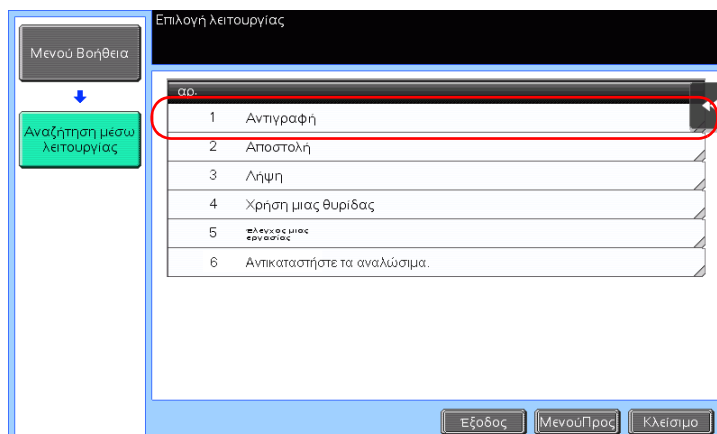 Επιλογή λειτουργίας
Μενού Βοήθεια
Αναζήτηση μέσω
λειτουργίας
αρ.
1 Αντιγραφή
2 Αποστολή
3 Λήψη
4 Χρήση μιας θυρίδας
5 Έλεγχος μιας
εργασίας
6 Αντικαταστήστε τα αναλώσιμα.
Έξοδος ΜενούΠρος Κλείσιμο